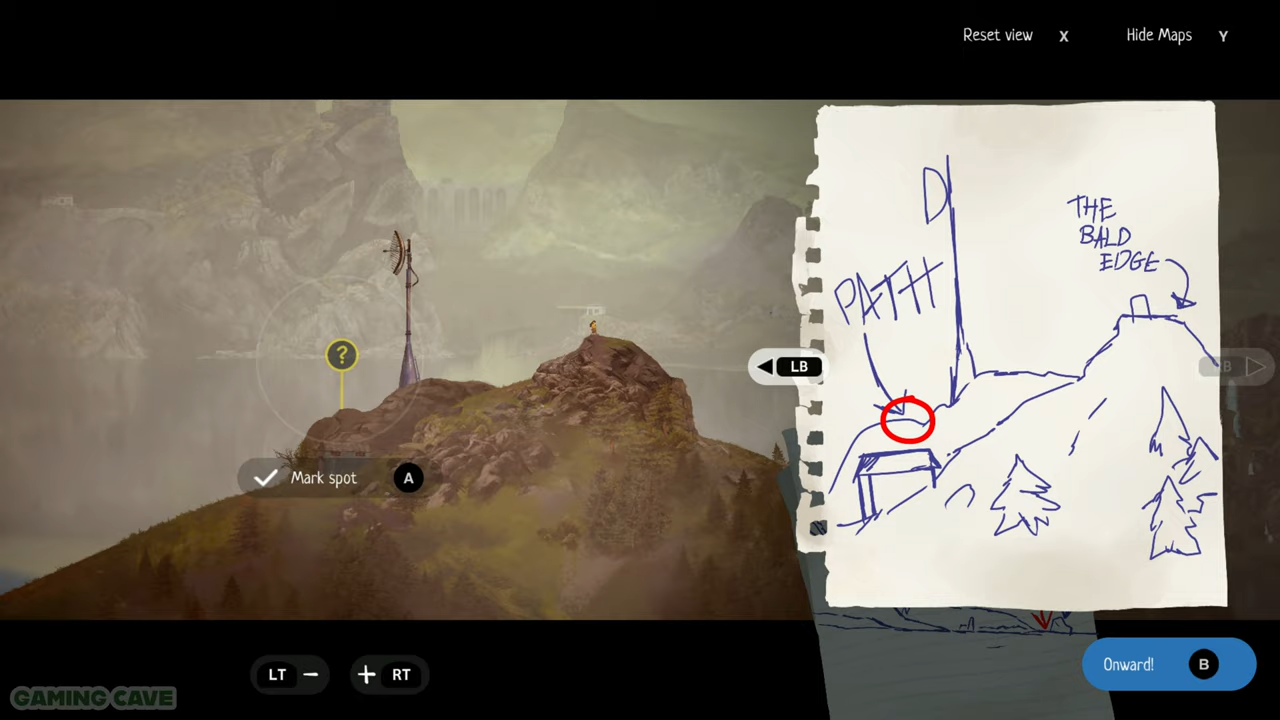 Reset view X
Hide Maps Y
D
THE
BALD
EDGE
PATH
?
LB
Mark spot A
LT
RT
Onward! B
GAMING CAVE